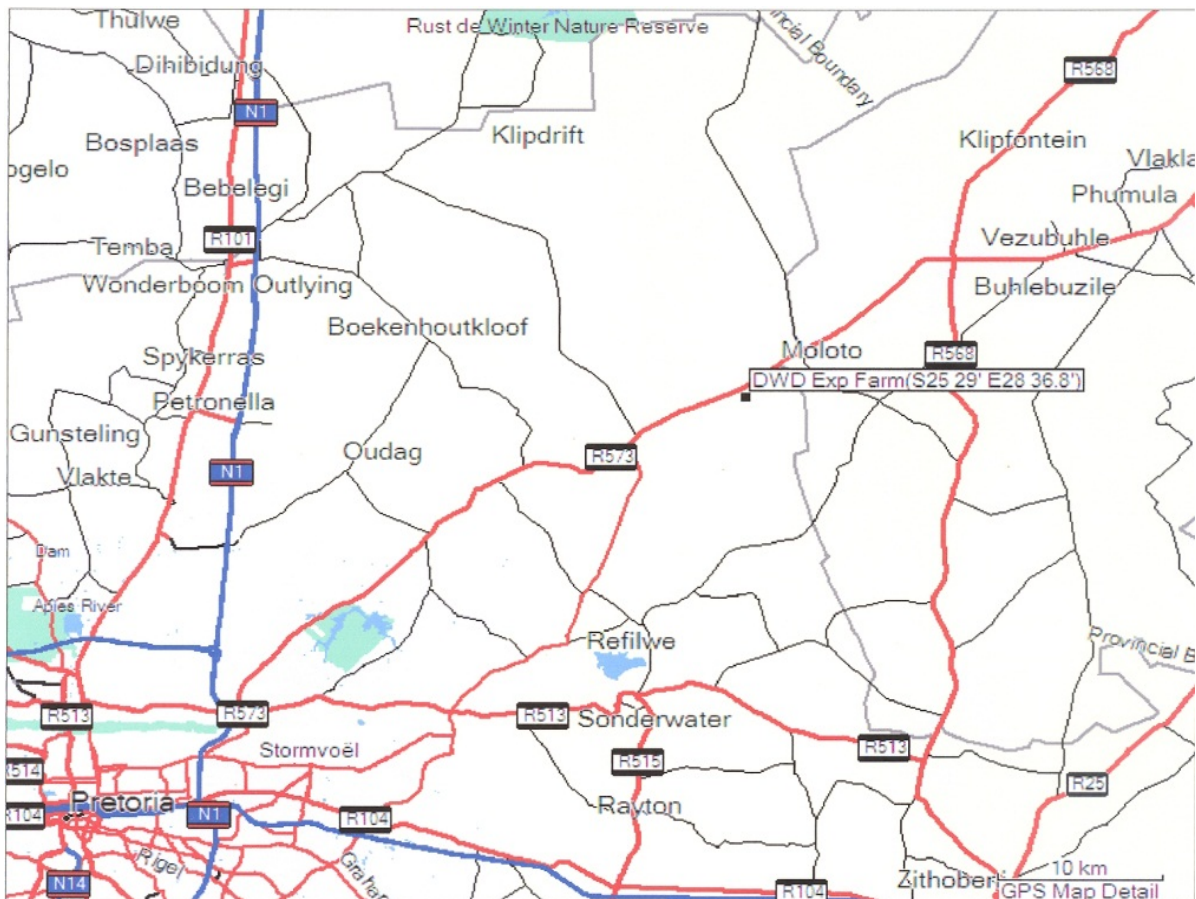 Thulwe
Rust de Winter Nature Reserve
Provincial Boundary
Dihibidung
R568
N1
Klipdrift
Bosplaas
Klipfontein
ogelo
Vlakla
Bebelegi
Phumula
R101
Temba
Vezubuhle
Wonderboom Outlying
Buhlebuzile
Boekenhoutkloof
Spykerras
Moloto
R568
DWD Exp Farm(S25 29' E28 36.8')
Petronella
Gunsteling
Oudag
R573
N1
Vlakte
Dam
Apies River
Refilwe
Provincial B
R513
R573
R513
Sonderwater
Stormvoël
R513
R514
R515
R25
Pretoria
Rayton
R104
N1
R104
Rigel
Graha
10 km
N14
R104
Zithobeni
GPS Map Detail